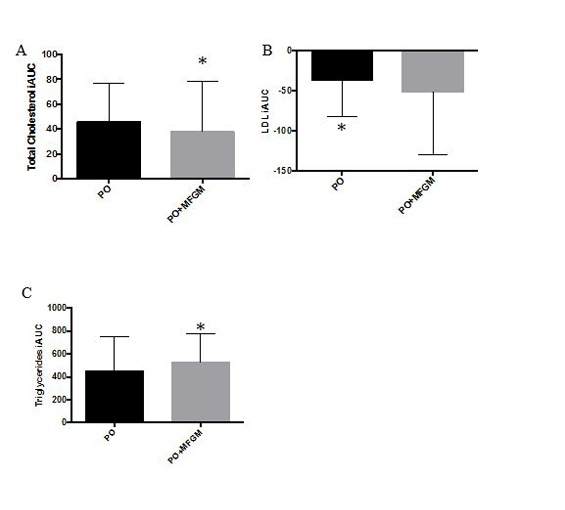 A
Total Cholesterol iAUC
100
80
60
40
20
0
*
PO
PO+MFGM
B
LDL iAUC
0
-50
-100
-150
*
PO
PO+MFGM
C
Triglycerides iAUC
1000
800
600
400
200
0
*
PO
PO+MFGM